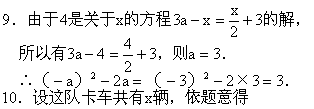 9．由于4是关于x的方程3a－x＝x/2＋3的解，
所以有3a－4＝4/2＋3，则a＝3．
∴（－a）²－2a＝（－3）²－2×3＝3．
10．设这队卡车共有x辆，依题意得